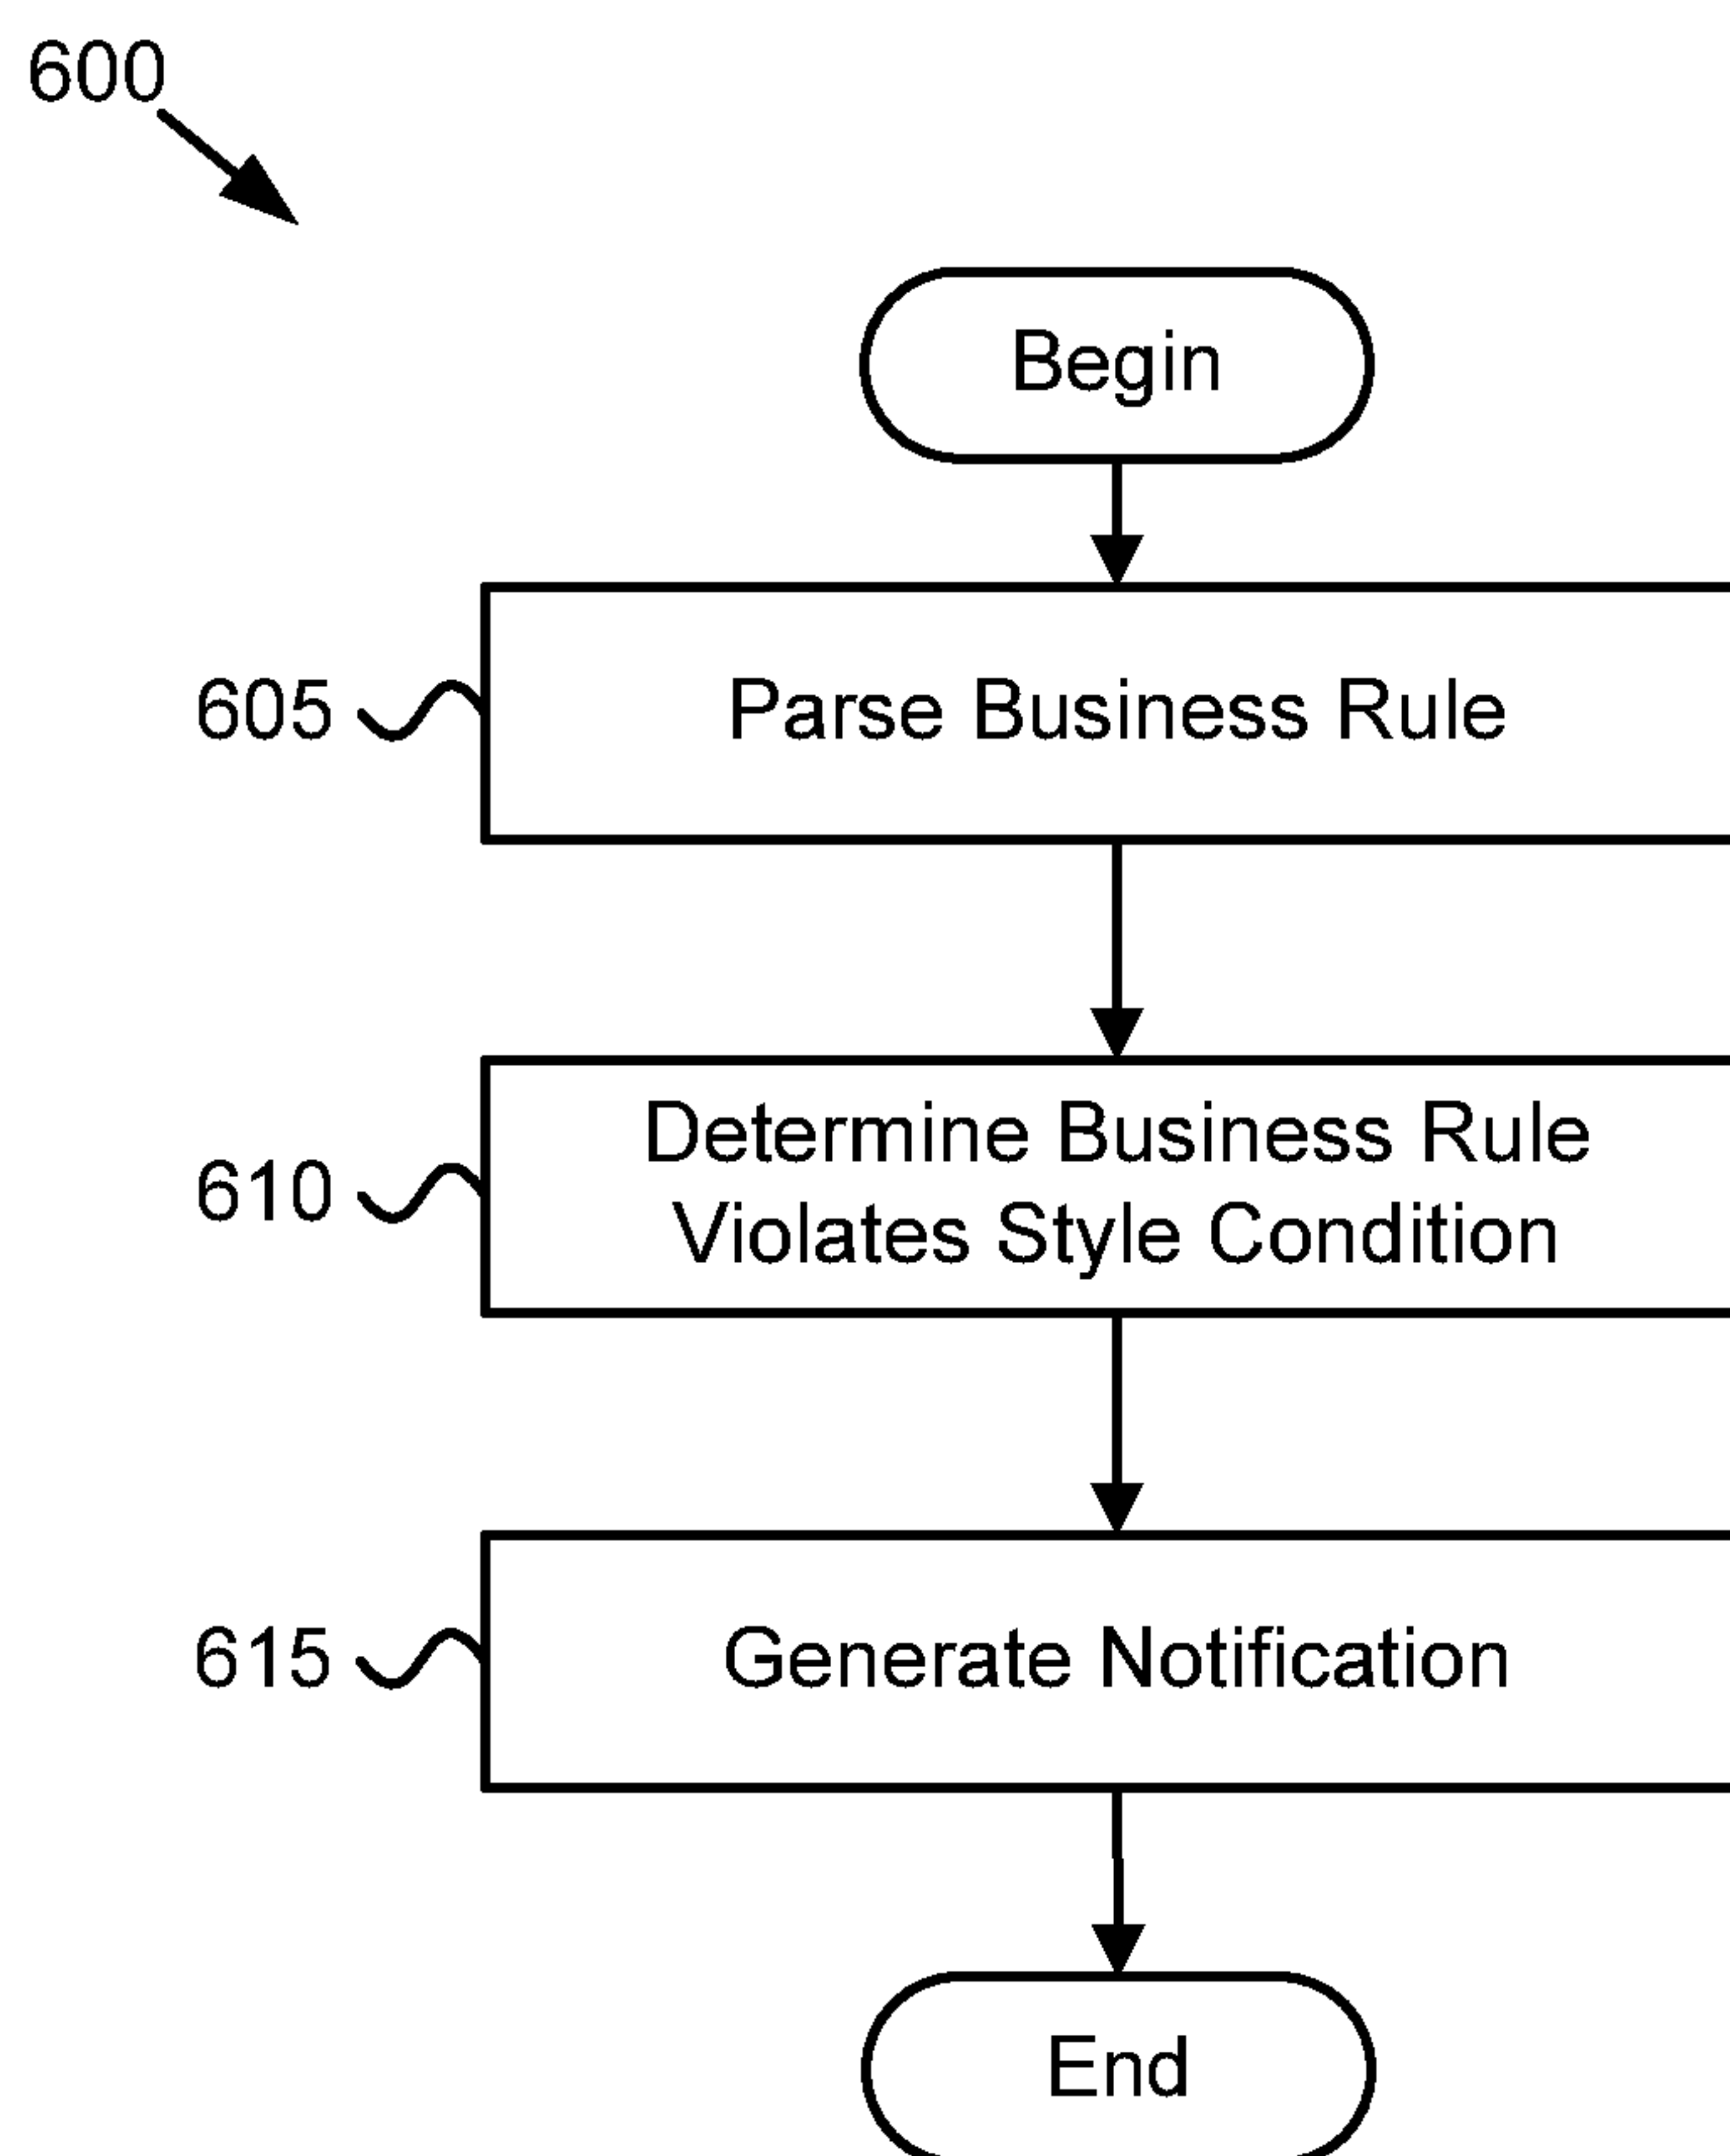 600
Begin
605
Parse Business Rule
610
Determine Business Rule
Violates Style Condition
615
Generate Notification
End